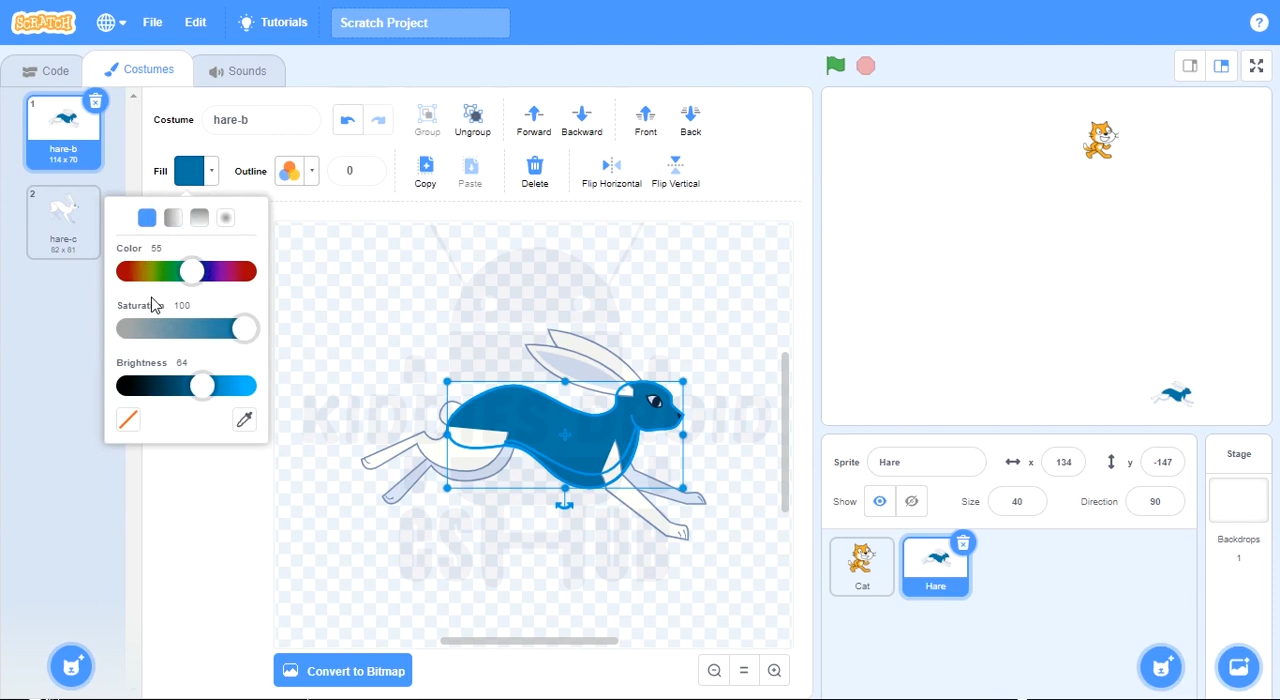 SCRATCH File Edit Tutorials Scratch Project ?
Code Costumes Sounds
1
hare-b
114 x 70
2
hare-c
82 x 81
Costume hare-b Group Ungroup Forward Backward Front Back
Fill Outline 0 Copy Paste Delete Flip Horizontal Flip Vertical
Color 55
Saturation 100
Brightness 64
Convert to Bitmap
Sprite Hare x 134 y -147
Show Size 40 Direction 90
Cat
Hare
Stage
Backdrops
1